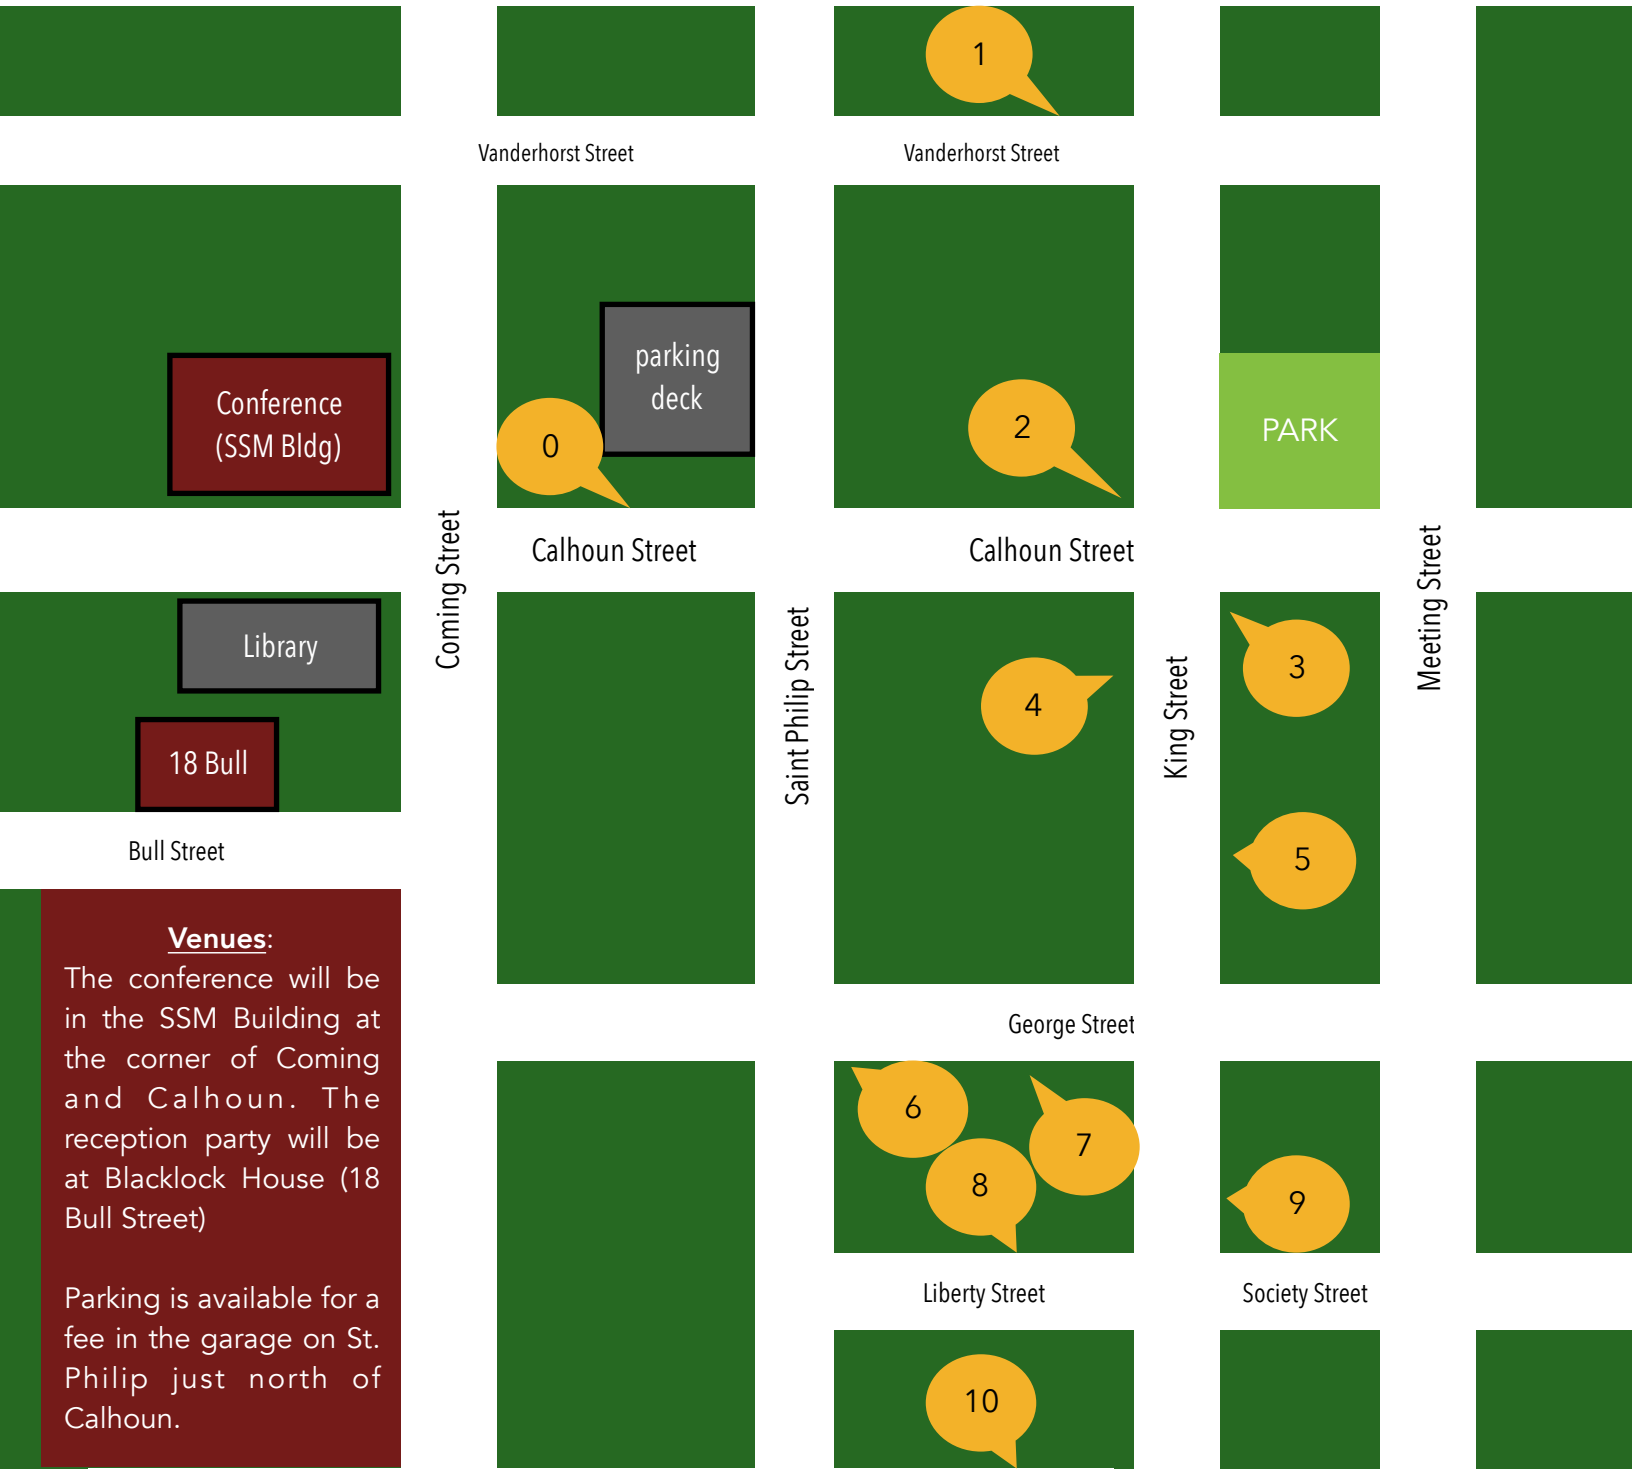 1
Vanderhorst Street
Vanderhorst Street
parking
deck
Conference
(SSM Bldg)
0
2
PARK
Coming Street
Calhoun Street
Calhoun Street
Meeting Street
Library
Saint Philip Street
King Street
3
4
18 Bull
Bull Street
5
Venues:
The conference will be
in the SSM Building at
the corner of Coming
and Calhoun. The
reception party will be
at Blacklock House (18
Bull Street)
Parking is available for a
fee in the garage on St.
Philip just north of
Calhoun.
George Street
6
7
8
9
Liberty Street
Society Street
10